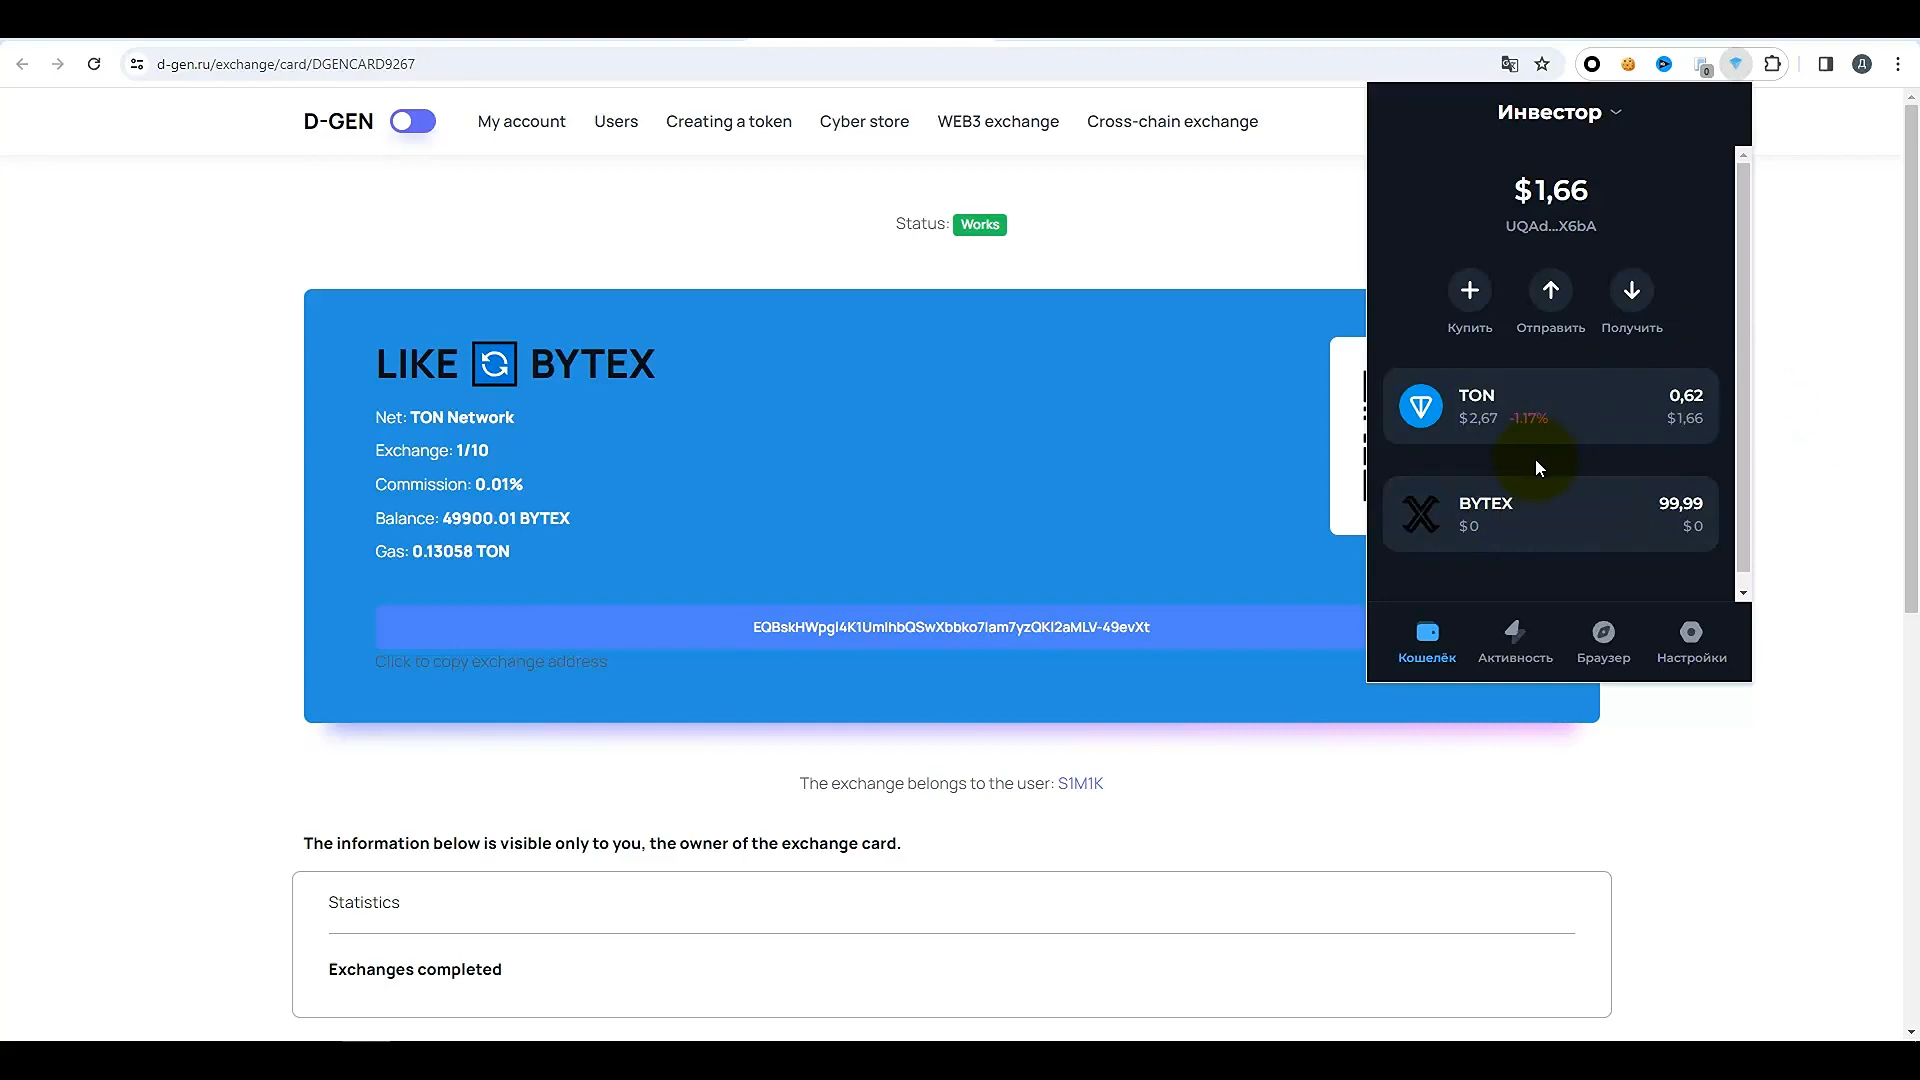 d-gen.ru/exchange/card/DGENCARD9267
0
Д
D-GEN
My account
Users
Creating a token
Cyber store
WEB3 exchange
Cross-chain exchange
Status: Works
LIKE BYTEX
Net: TON Network
Exchange: 1/10
Commission: 0.01%
Balance: 49900.01 BYTEX
Gas: 0.13058 TON
EQBskHWpgl4K1UmlhbQSwXbbko7lam7yzQKl2aMLV-49evXt
Click to copy exchange address
The exchange belongs to the user: S1M1K
The information below is visible only to you, the owner of the exchange card.
Statistics
Exchanges completed
Инвестор
$1,66
UQAd...X6bA
Купить
Отправить
Получить
TON 0,62
$2,67 -1.17% $1,66
BYTEX 99,99
$0 $0
Кошелёк
Активность
Браузер
Настройки